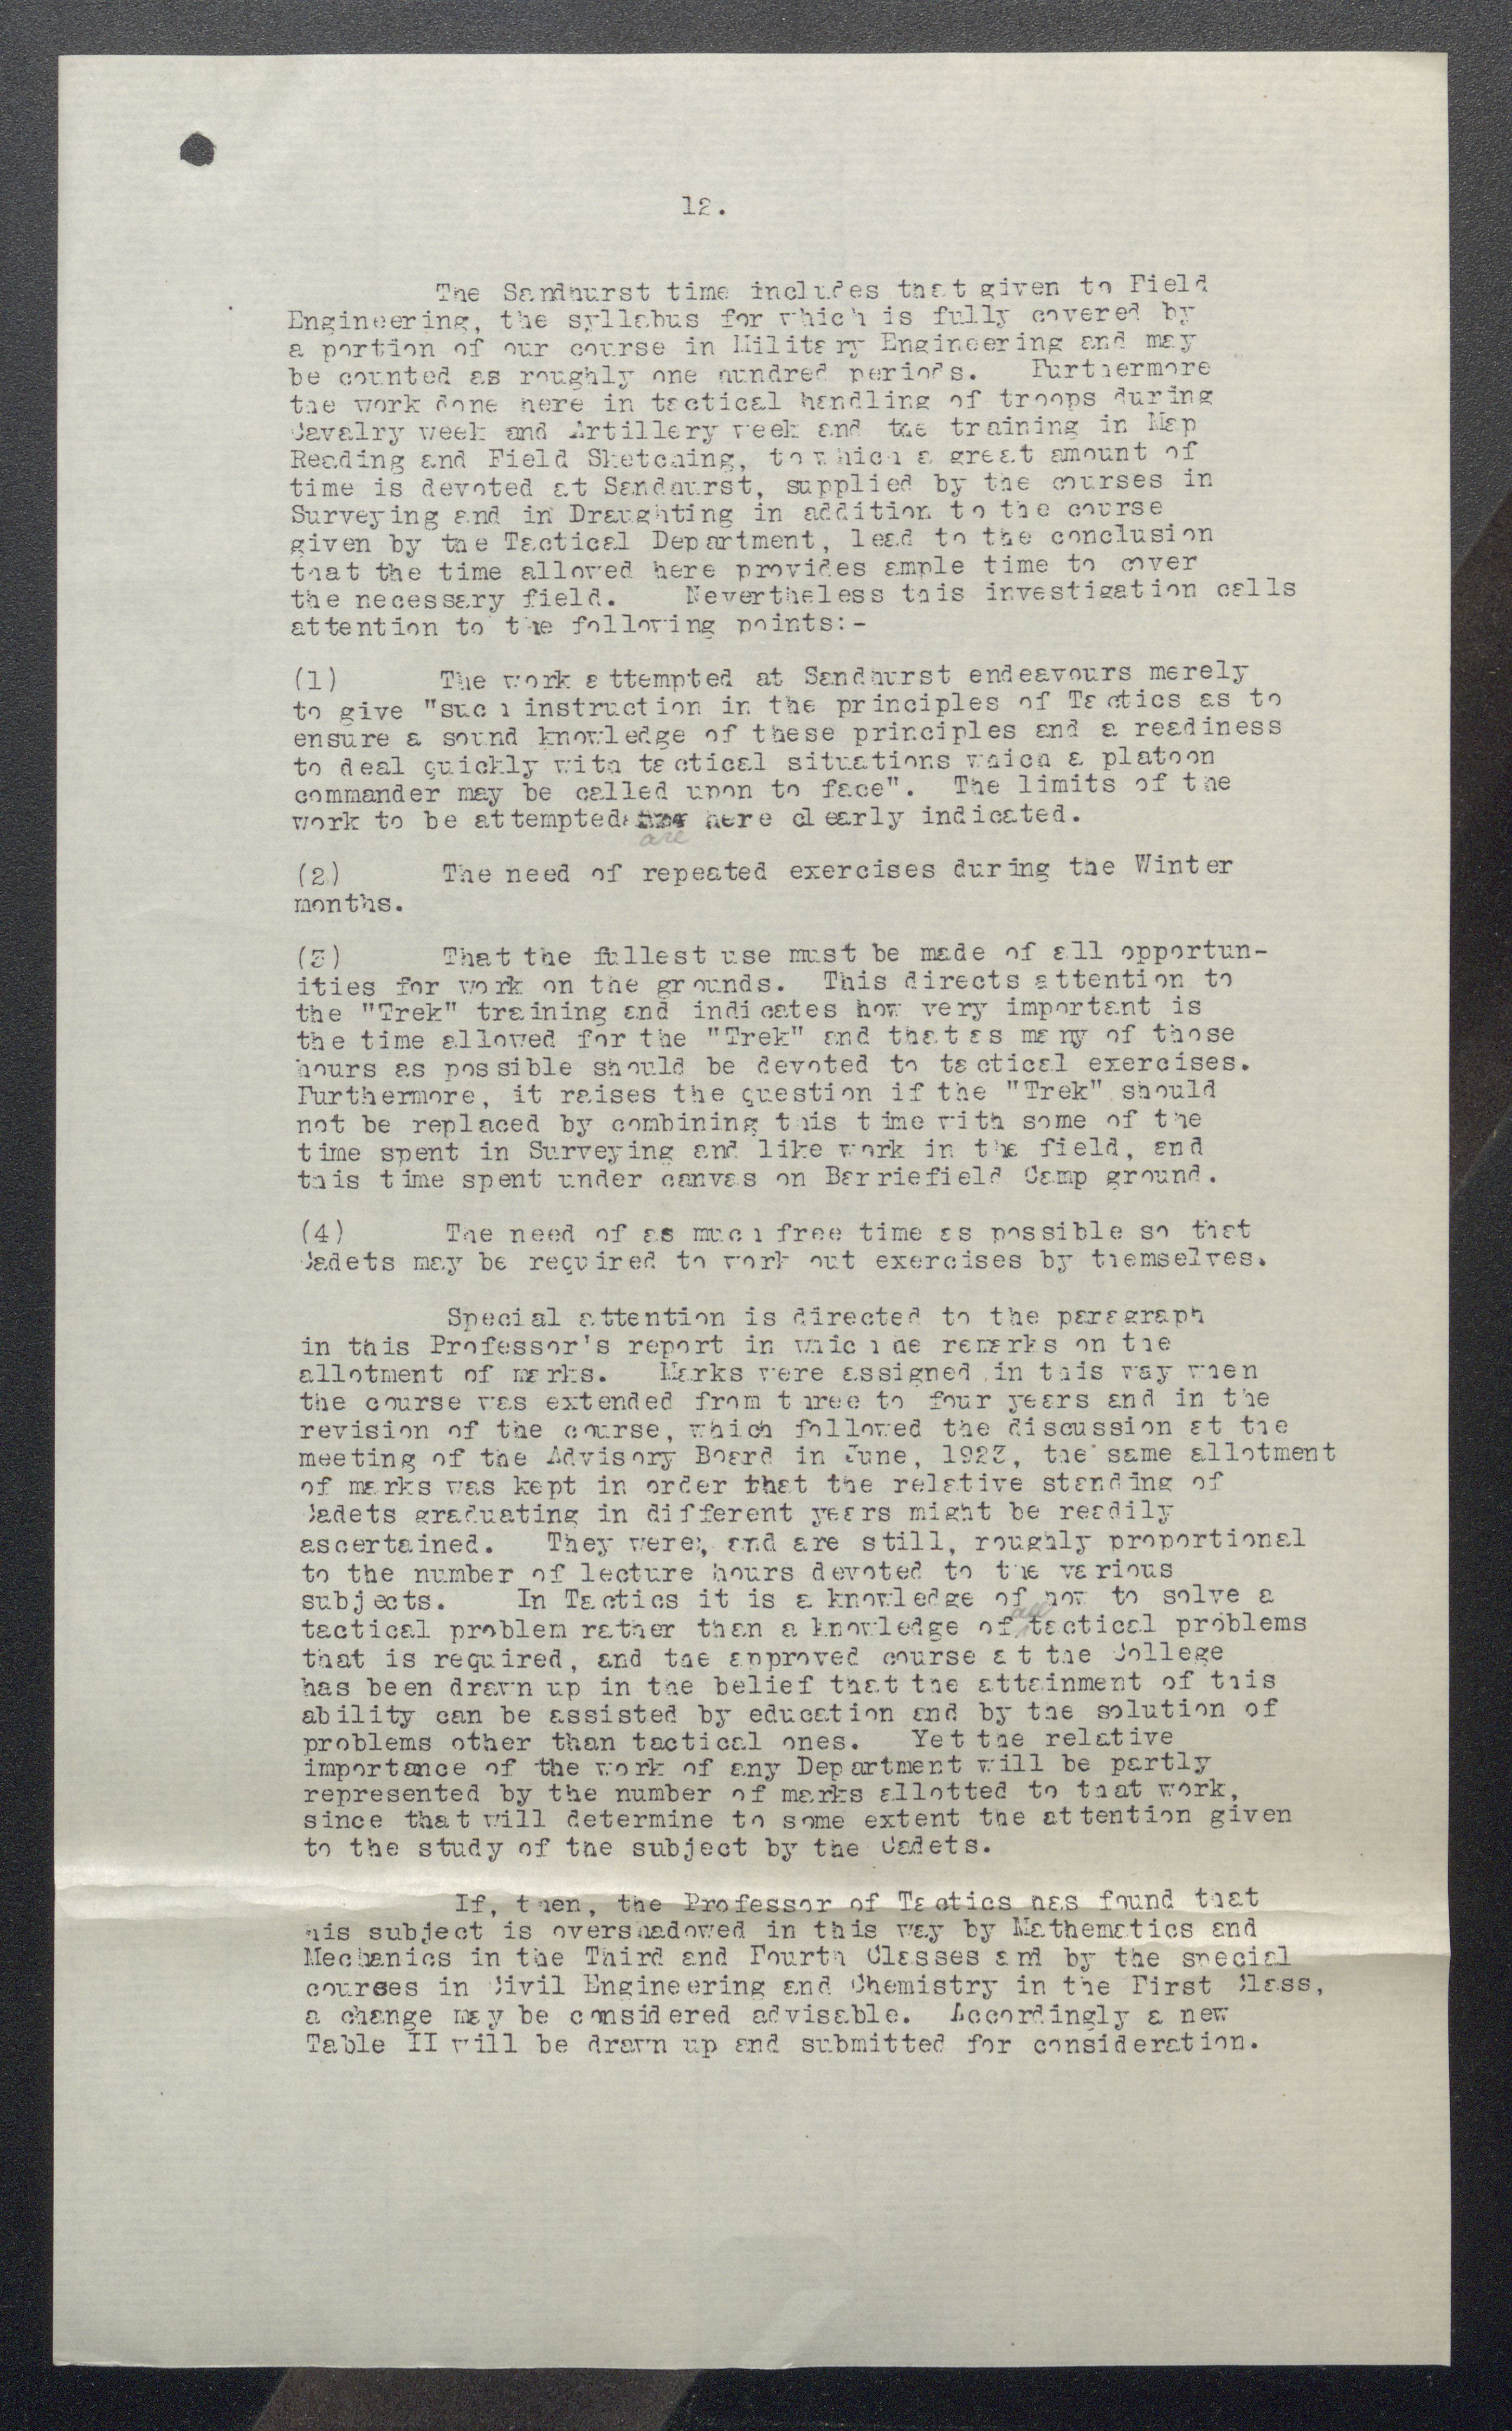 12.
The Sandhurst time includes that given to Field
Engineering, the syllabus for which is fully covered by
a portion of our course in Military Engineering and may
be counted as roughly one hundred periods. Furthermore
the work done here in tactical handling of troops during
Cavalry week and Artillery week and the training in Map
Reading and Field Sketching, to which a great amount of
time is devoted at Sandhurst, supplied by the courses in
Surveying and in Draughting in addition to the course
given by the Tactical Department, lead to the conclusion
that the time allowed here provides ample time to cover
the necessary field. Nevertheless this investigation calls
attention to the following points:-
(1) The work attempted at Sandhurst endeavours merely
to give "such instruction in the principles of Tactics as to
ensure a sound knowledge of these principles and a readiness
to deal quickly with tactical situations which a platoon
commander may be called upon to face". The limits of the
work to be attempted here clearly indicated.
are
(2) The need of repeated exercises during the Winter
months.
(3) That the fullest use must be made of all opportun-
ities for work on the grounds. This directs attention to
the "Trek" training and indicates how very important is
the time allowed for the "Trek" and that as many of those
hours as possible should be devoted to tactical exercises.
Furthermore, it raises the question if the "Trek" should
not be replaced by combining this time with some of the
time spent in Surveying and like work in the field, and
this time spent under canvas on Barriefield Camp ground.
(4) The need of as much free time as possible so that
Cadets may be required to work out exercises by themselves.
Special attention is directed to the paragraph
in this Professor's report in which he remarks on the
allotment of marks. Marks were assigned in this way when
the course was extended from three to four years and in the
revision of the course, which followed the discussion at the
meeting of the Advisory Board in June, 1923, the same allotment
of marks was kept in order that the relative standing of
Cadets graduating in different years might be readily
ascertained. They were, and are still, roughly proportional
to the number of lecture hours devoted to the various
subjects. In Tactics it is a knowledge of how to solve a
tactical problem rather than a knowledge of all tactical problems
that is required, and the approved course at the College
has been drawn up in the belief that the attainment of this
ability can be assisted by education and by the solution of
problems other than tactical ones. Yet the relative
importance of the work of any Department will be partly
represented by the number of marks allotted to that work,
since that will determine to some extent the attention given
to the study of the subject by the Cadets.
If, then, the Professor of Tactics has found that
his subject is overshadowed in this way by Mathematics and
Mechanics in the Third and Fourth Classes and by the special
courses in Civil Engineering and Chemistry in the First Class,
a change may be considered advisable. Accordingly a new
Table II will be drawn up and submitted for consideration.